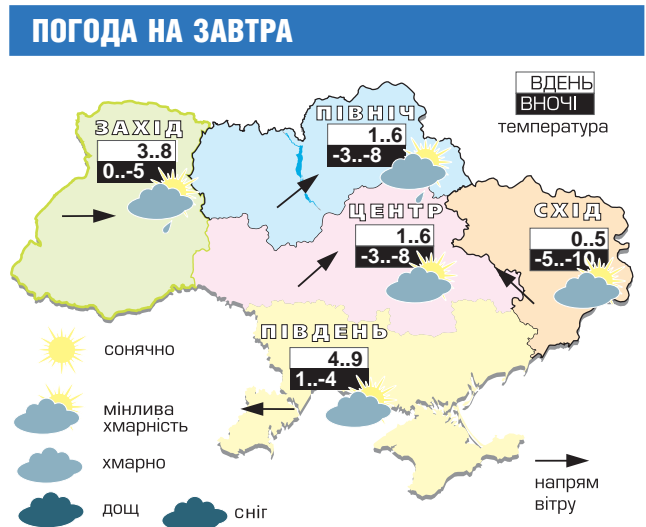 ПОГОДА НА ЗАВТРА
ВДЕНЬ
ВНОЧІ
температура
ЗАХІД
3..8
0..-5
ПІВНІЧ
1..6
-3..-8
ЦЕНТР
1..6
-3..-8
СХІД
0..5
-5..-10
ПІВДЕНЬ
4..9
1..-4
сонячно
мінлива
хмарність
хмарно
дощ
сніг
напрям
вітру